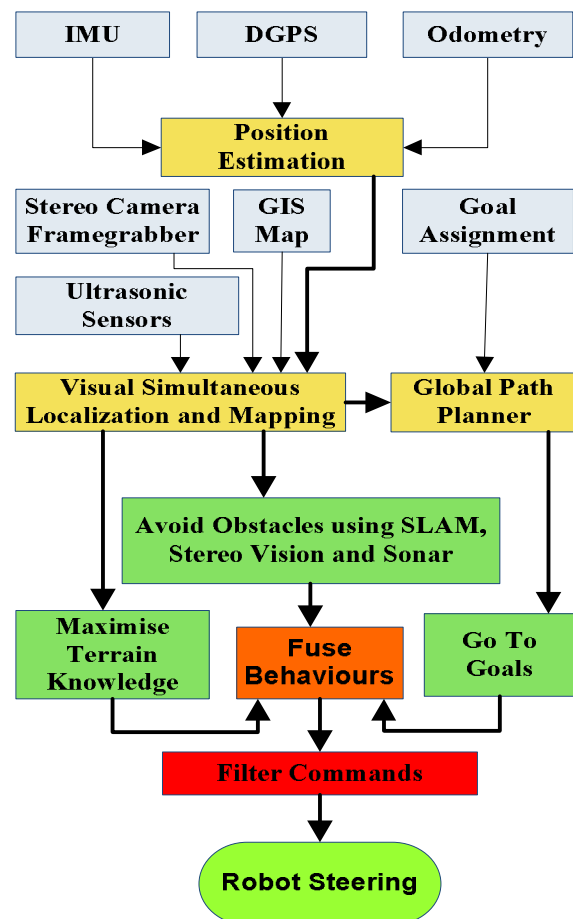 IMU
DGPS
Odometry
Position
Estimation
Stereo Camera
Framegrabber
GIS
Map
Goal
Assignment
Ultrasonic
Sensors
Visual Simultaneous
Localization and Mapping
Global Path
Planner
Avoid Obstacles using SLAM,
Stereo Vision and Sonar
Maximise
Terrain
Knowledge
Fuse
Behaviours
Go To
Goals
Filter Commands
Robot Steering